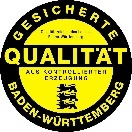 GESICHERTE
QUALITÄT
AUS KONTROLLIERTER
ERZEUGUNG
BADEN-WÜRTTEMBERG